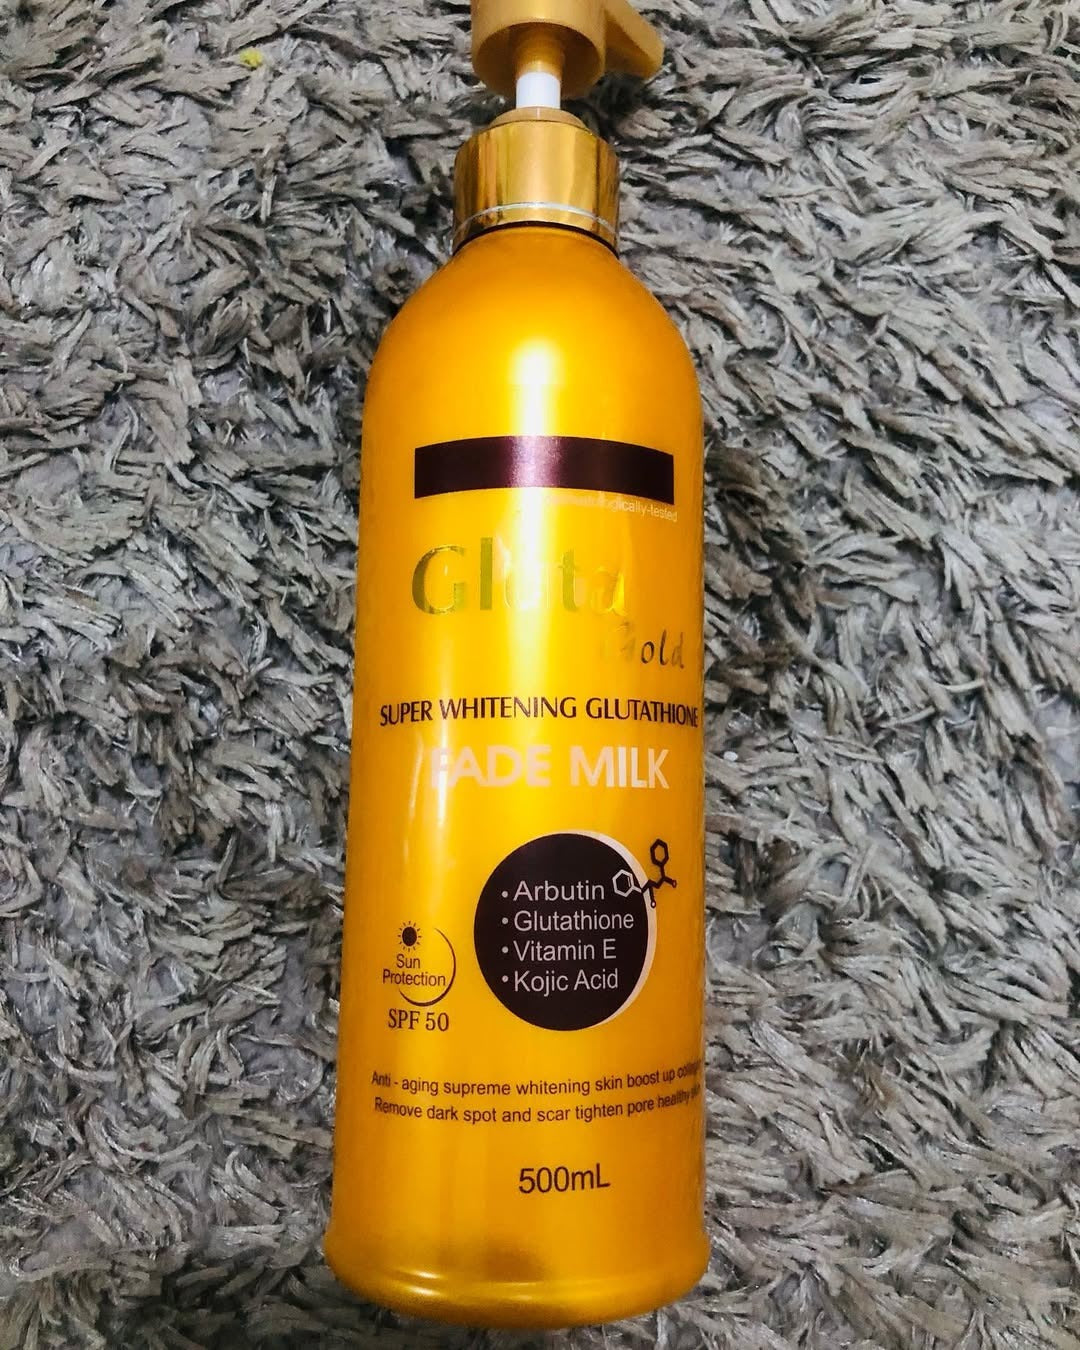 Gluta
Gold
SUPER WHITENING GLUTATHIONE
FADE MILK
• Arbutin
• Glutathione
• Vitamin E
• Kojic Acid
Sun
Protection
SPF 50
Anti - aging supreme whitening skin boost up
Remove dark spot and scar tighten pore healthy
500mL